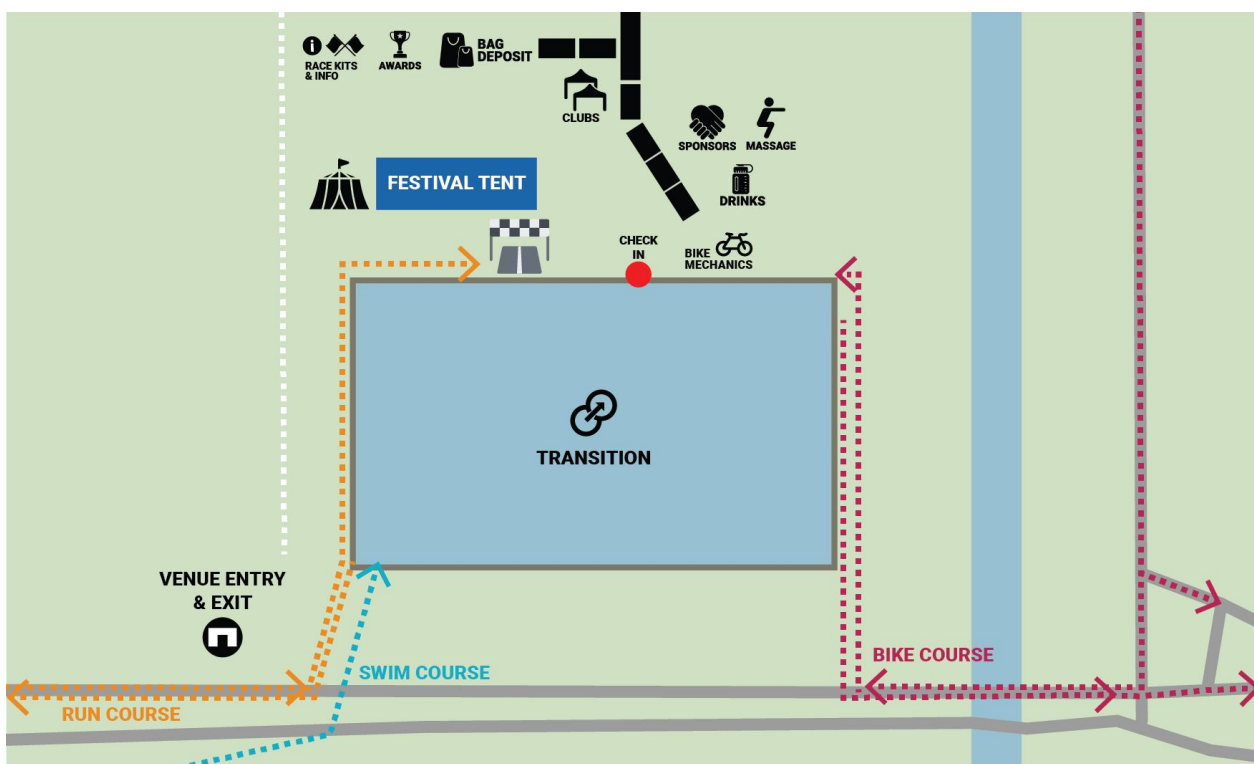 RACE KITS
& INFO
AWARDS
BAG
DEPOSIT
CLUBS
SPONSORS
MASSAGE
DRINKS
FESTIVAL TENT
CHECK
IN
BIKE
MECHANICS
TRANSITION
VENUE ENTRY
& EXIT
SWIM COURSE
BIKE COURSE
RUN COURSE